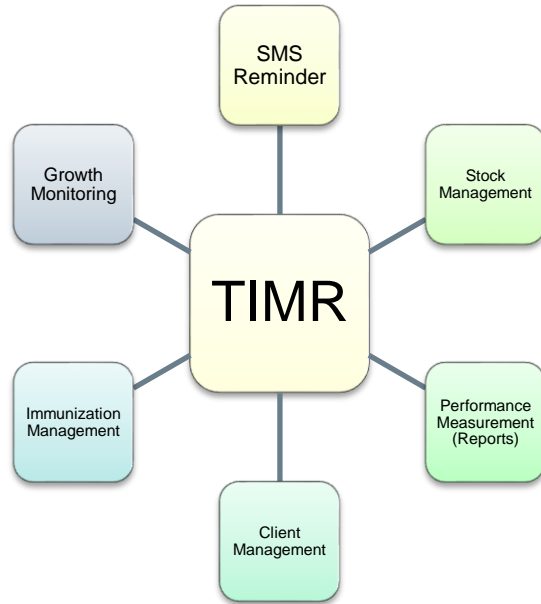 SMS
Reminder
Growth
Monitoring
Stock
Management
TIMR
Immunization
Management
Performance
Measurement
(Reports)
Client
Management